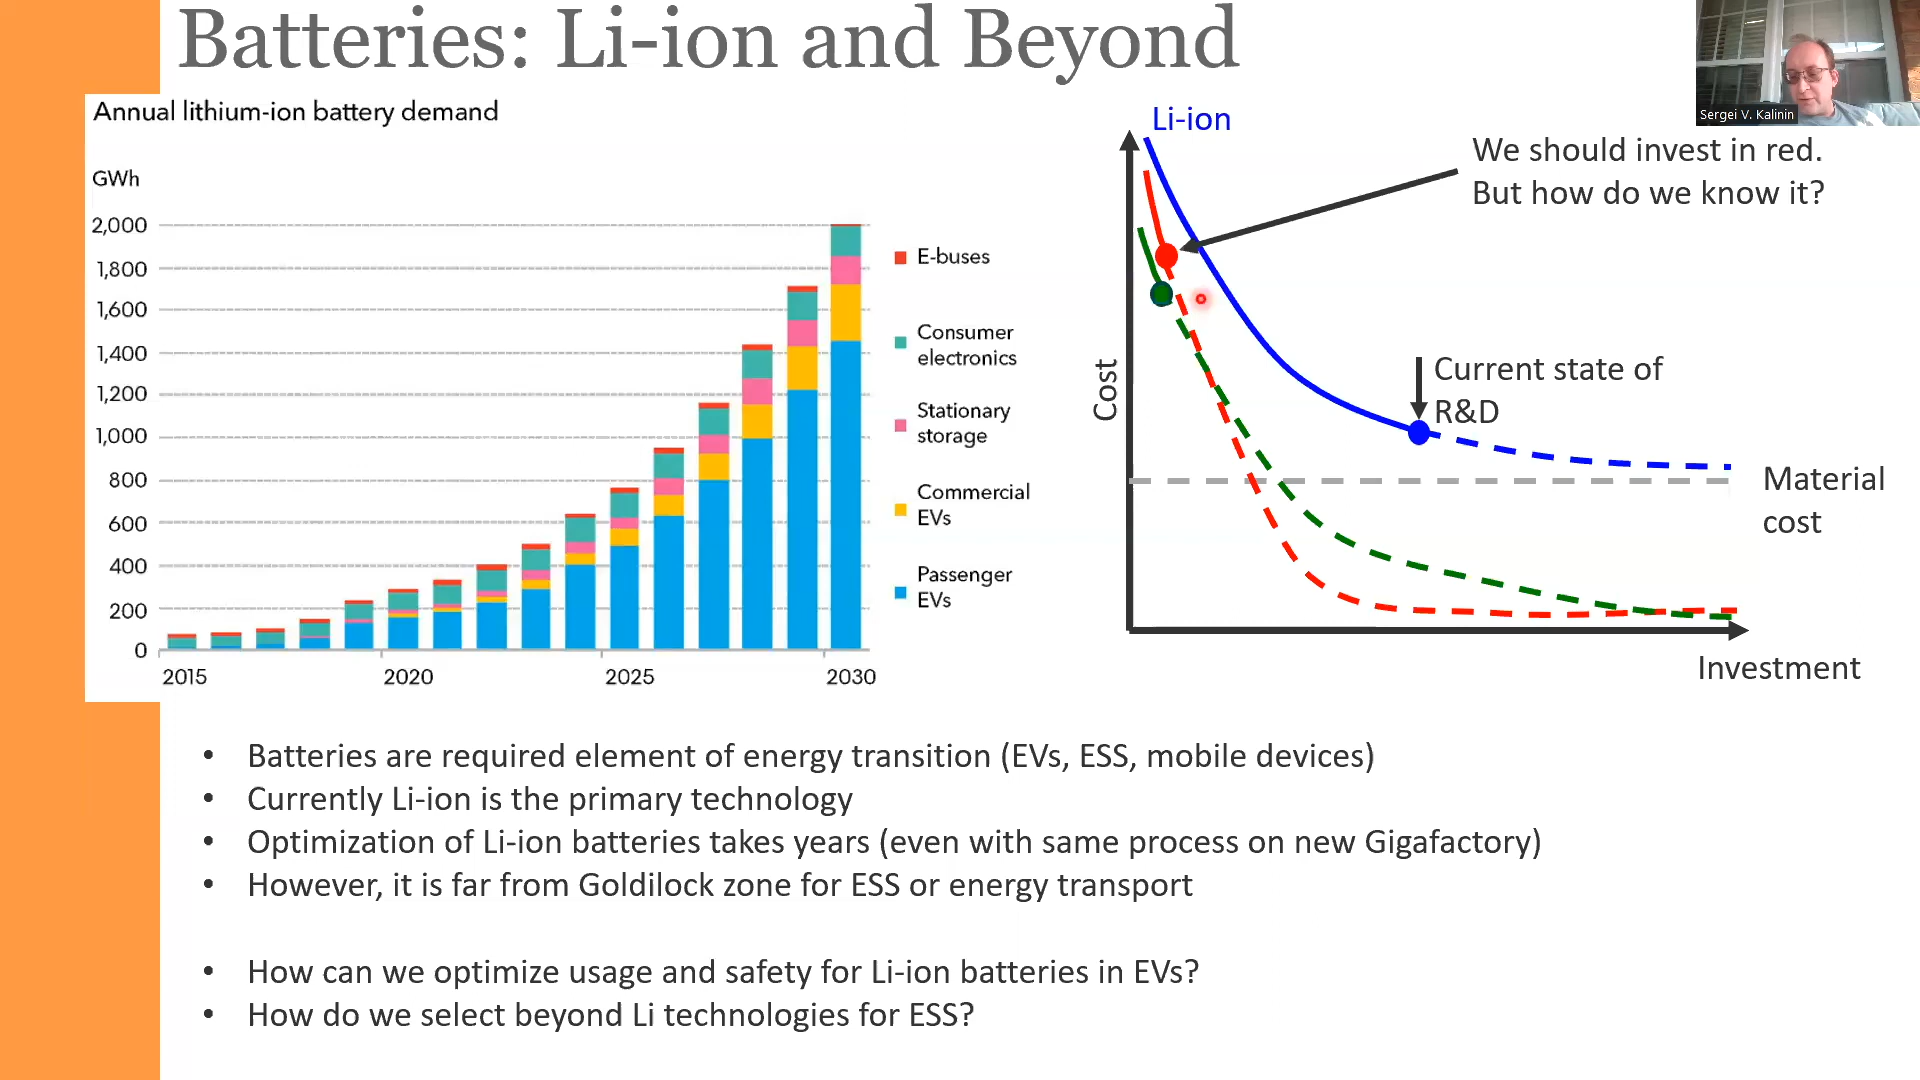 Batteries: Li-ion and Beyond
Sergei V. Kalinin
Annual lithium-ion battery demand
GWh
2,000
1,800
1,600
1,400
1,200
1,000
800
600
400
200
0
2015
2020
2025
2030
E-buses
Consumer
electronics
Stationary
storage
Commercial
EVs
Passenger
EVs
Li-ion
We should invest in red.
But how do we know it?
Cost
Current state of
R&D
Material
cost
Investment
• Batteries are required element of energy transition (EVs, ESS, mobile devices)
• Currently Li-ion is the primary technology
• Optimization of Li-ion batteries takes years (even with same process on new Gigafactory)
• However, it is far from Goldilock zone for ESS or energy transport
• How can we optimize usage and safety for Li-ion batteries in EVs?
• How do we select beyond Li technologies for ESS?